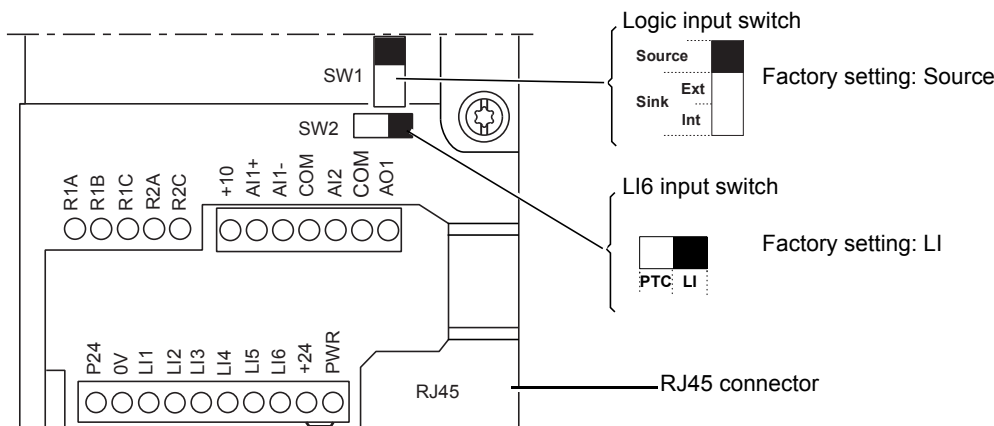 Logic input switch
Source
Ext
Sink
Int
Factory setting: Source
SW1
SW2
LI6 input switch
PTC LI
Factory setting: LI
R1A R1B R1C R2A R2C
+10 AI1+ AI1- COM AI2 COM AO1
P24 0V LI1 LI2 LI3 LI4 LI5 LI6 +24 PWR
RJ45
RJ45 connector